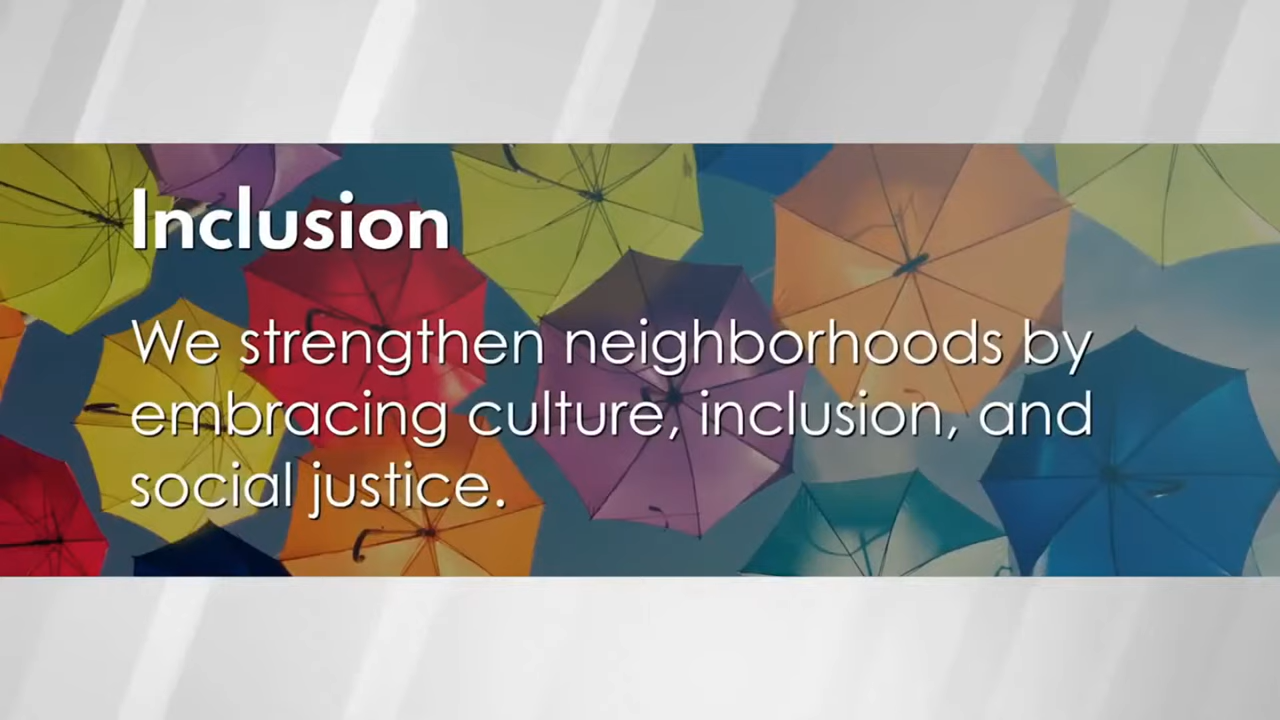 Inclusion
We strengthen neighborhoods by
embracing culture, inclusion, and
social justice.